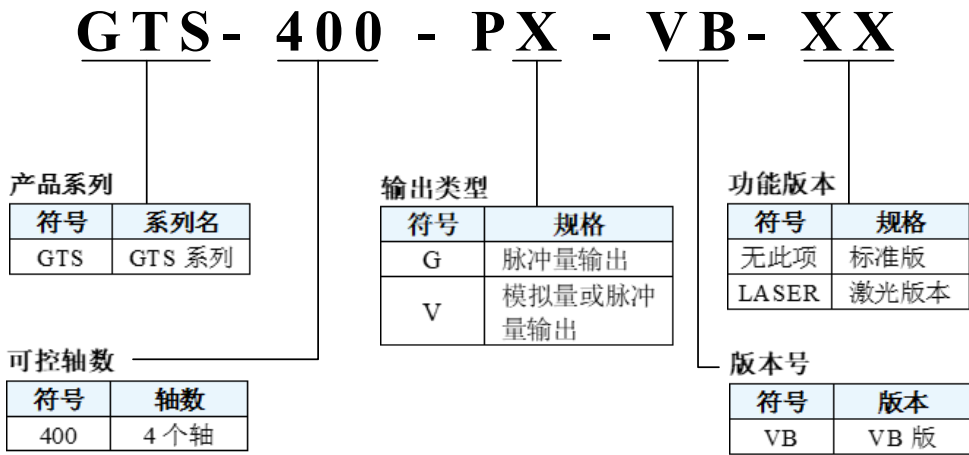 GTS- 400 - PX - VB- XX
产品系列
符号 系列名
GTS GTS 系列
可控轴数
符号 轴数
400 4 个轴
输出类型
符号 规格
G 脉冲量输出
V 模拟量或脉冲
量输出
功能版本
符号 规格
无此项 标准版
LASER 激光版本
版本号
符号 版本
VB VB 版